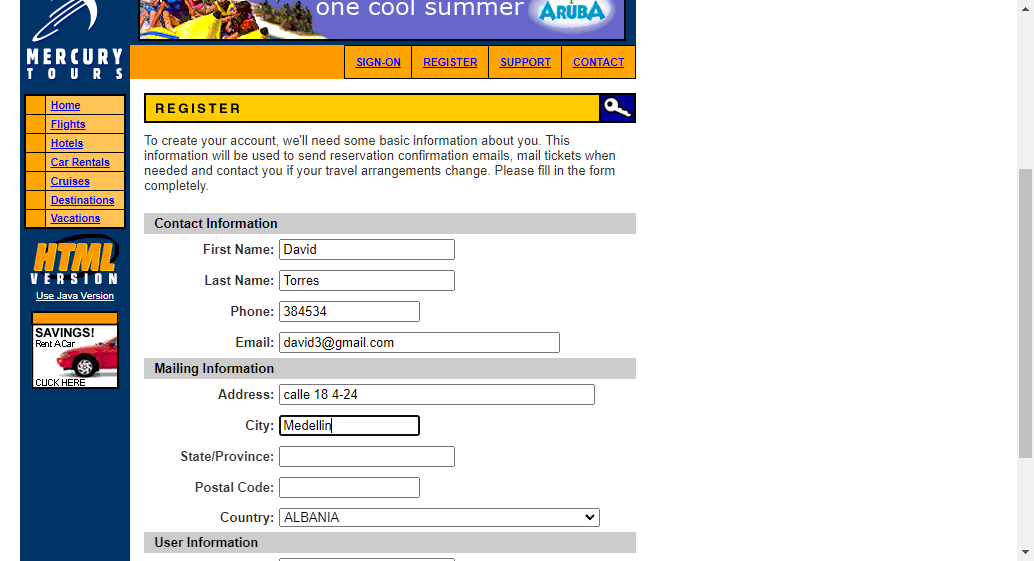 one cool summer ARUBA
MERCURY
TOURS
SIGN-ON REGISTER SUPPORT CONTACT
Home
Flights
Hotels
Car Rentals
Cruises
Destinations
Vacations
HTML
VERSION
Use Java Version
SAVINGS!
Rent A Car
CLICK HERE
REGISTER
To create your account, we'll need some basic information about you. This
information will be used to send reservation confirmation emails, mail tickets when
needed and contact you if your travel arrangements change. Please fill in the form
completely.
Contact Information
First Name: David
Last Name: Torres
Phone: 384534
Email: david3@gmail.com
Mailing Information
Address: calle 18 4-24
City: Medellin
State/Province:
Postal Code:
Country: ALBANIA
User Information